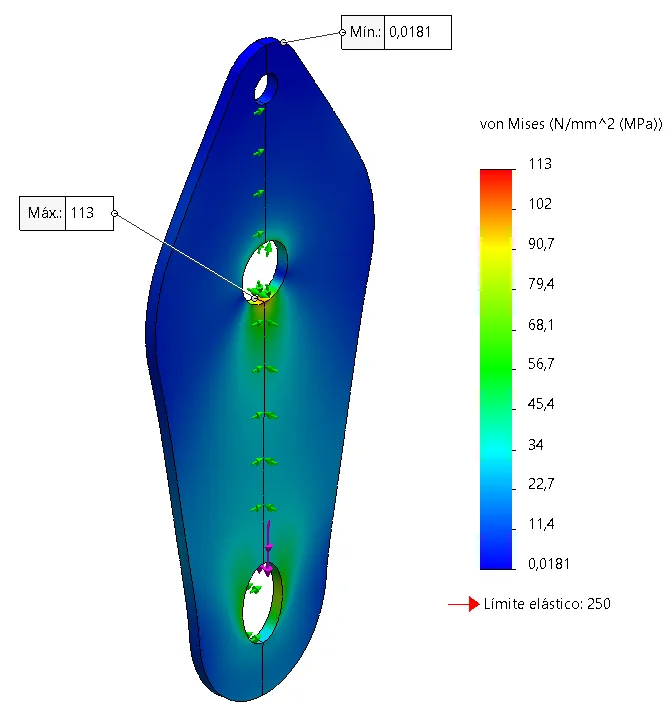 Mín.: 0,0181
von Mises (N/mm^2 (MPa))
113
102
Máx.: 113
90,7
79,4
68,1
56,7
45,4
34
22,7
11,4
0,0181
Límite elástico: 250